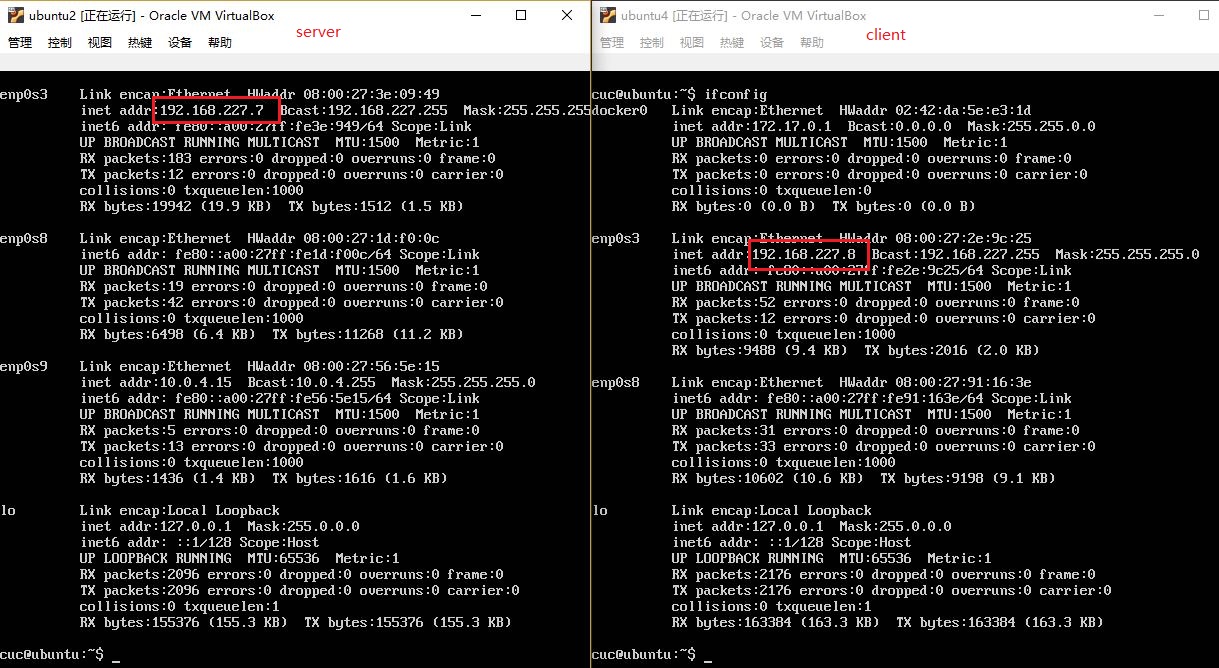 ubuntu2 [正在运行] - Oracle VM VirtualBox
管理 控制 视图 热键 设备 帮助
server
enp0s3 Link encap:Ethernet HWaddr 08:00:27:3e:09:49
inet addr:192.168.227.7 Bcast:192.168.227.255 Mask:255.255.255
inet6 addr: fe80::a00:27ff:fe3e:949/64 Scope:Link
UP BROADCAST RUNNING MULTICAST MTU:1500 Metric:1
RX packets:183 errors:0 dropped:0 overruns:0 frame:0
TX packets:12 errors:0 dropped:0 overruns:0 carrier:0
collisions:0 txqueuelen:1000
RX bytes:19942 (19.9 KB) TX bytes:1512 (1.5 KB)
enp0s8 Link encap:Ethernet HWaddr 08:00:27:1d:f0:0c
inet6 addr: fe80::a00:27ff:fe1d:f00c/64 Scope:Link
UP BROADCAST RUNNING MULTICAST MTU:1500 Metric:1
RX packets:19 errors:0 dropped:0 overruns:0 frame:0
TX packets:42 errors:0 dropped:0 overruns:0 carrier:0
collisions:0 txqueuelen:1000
RX bytes:6498 (6.4 KB) TX bytes:11268 (11.2 KB)
enp0s9 Link encap:Ethernet HWaddr 08:00:27:56:5e:15
inet addr:10.0.4.15 Bcast:10.0.4.255 Mask:255.255.255.0
inet6 addr: fe80::a00:27ff:fe56:5e15/64 Scope:Link
UP BROADCAST RUNNING MULTICAST MTU:1500 Metric:1
RX packets:5 errors:0 dropped:0 overruns:0 frame:0
TX packets:13 errors:0 dropped:0 overruns:0 carrier:0
collisions:0 txqueuelen:1000
RX bytes:1436 (1.4 KB) TX bytes:1616 (1.6 KB)
lo Link encap:Local Loopback
inet addr:127.0.0.1 Mask:255.0.0.0
inet6 addr: ::1/128 Scope:Host
UP LOOPBACK RUNNING MTU:65536 Metric:1
RX packets:2096 errors:0 dropped:0 overruns:0 frame:0
TX packets:2096 errors:0 dropped:0 overruns:0 carrier:0
collisions:0 txqueuelen:1
RX bytes:155376 (155.3 KB) TX bytes:155376 (155.3 KB)
cuc@ubuntu:~$ _
ubuntu4 [正在运行] - Oracle VM VirtualBox
管理 控制 视图 热键 设备 帮助
client
cuc@ubuntu:~$ ifconfig
docker0 Link encap:Ethernet HWaddr 02:42:da:5e:e3:1d
inet addr:172.17.0.1 Bcast:0.0.0.0 Mask:255.255.0.0
UP BROADCAST MULTICAST MTU:1500 Metric:1
RX packets:0 errors:0 dropped:0 overruns:0 frame:0
TX packets:0 errors:0 dropped:0 overruns:0 carrier:0
collisions:0 txqueuelen:0
RX bytes:0 (0.0 B) TX bytes:0 (0.0 B)
enp0s3 Link encap:Ethernet HWaddr 08:00:27:2e:9c:25
inet addr:192.168.227.8 Bcast:192.168.227.255 Mask:255.255.255.0
inet6 addr: fe80::a00:27ff:fe2e:9c25/64 Scope:Link
UP BROADCAST RUNNING MULTICAST MTU:1500 Metric:1
RX packets:52 errors:0 dropped:0 overruns:0 frame:0
TX packets:12 errors:0 dropped:0 overruns:0 carrier:0
collisions:0 txqueuelen:1000
RX bytes:9488 (9.4 KB) TX bytes:2016 (2.0 KB)
enp0s8 Link encap:Ethernet HWaddr 08:00:27:91:16:3e
inet6 addr: fe80::a00:27ff:fe91:163e/64 Scope:Link
UP BROADCAST RUNNING MULTICAST MTU:1500 Metric:1
RX packets:31 errors:0 dropped:0 overruns:0 frame:0
TX packets:33 errors:0 dropped:0 overruns:0 carrier:0
collisions:0 txqueuelen:1000
RX bytes:10602 (10.6 KB) TX bytes:9198 (9.1 KB)
lo Link encap:Local Loopback
inet addr:127.0.0.1 Mask:255.0.0.0
inet6 addr: ::1/128 Scope:Host
UP LOOPBACK RUNNING MTU:65536 Metric:1
RX packets:2176 errors:0 dropped:0 overruns:0 frame:0
TX packets:2176 errors:0 dropped:0 overruns:0 carrier:0
collisions:0 txqueuelen:1
RX bytes:163384 (163.3 KB) TX bytes:163384 (163.3 KB)
cuc@ubuntu:~$ _